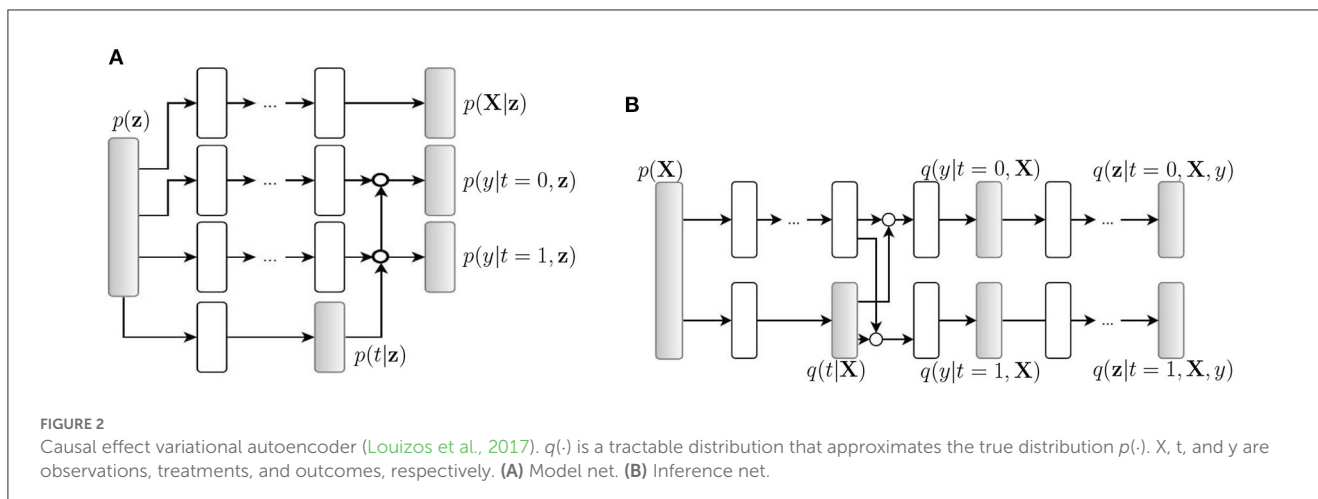 A
p(z)
...
p(X|z)
...
p(y|t = 0, z)
...
p(y|t = 1, z)
p(t|z)
B
p(X)
q(y|t = 0, X)
q(z|t = 0, X, y)
...
...
...
q(t|X)
q(y|t = 1, X)
q(z|t = 1, X, y)
FIGURE 2
Causal effect variational autoencoder (Louizos et al., 2017). q(·) is a tractable distribution that approximates the true distribution p(·). X, t, and y are
observations, treatments, and outcomes, respectively. (A) Model net. (B) Inference net.